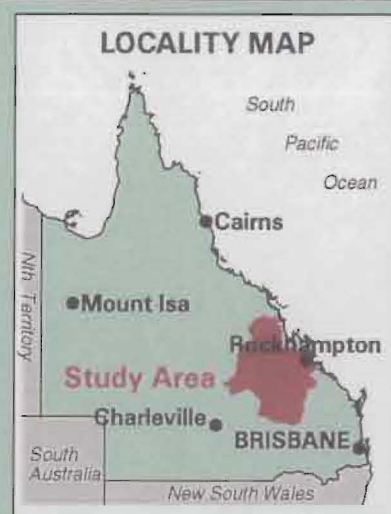 LOCALITY MAP
South
Pacific
Ocean
Cairns
Nth Territory
Mount Isa
Rockhampton
Study Area
Charleville
BRISBANE
South
Australia
New South Wales